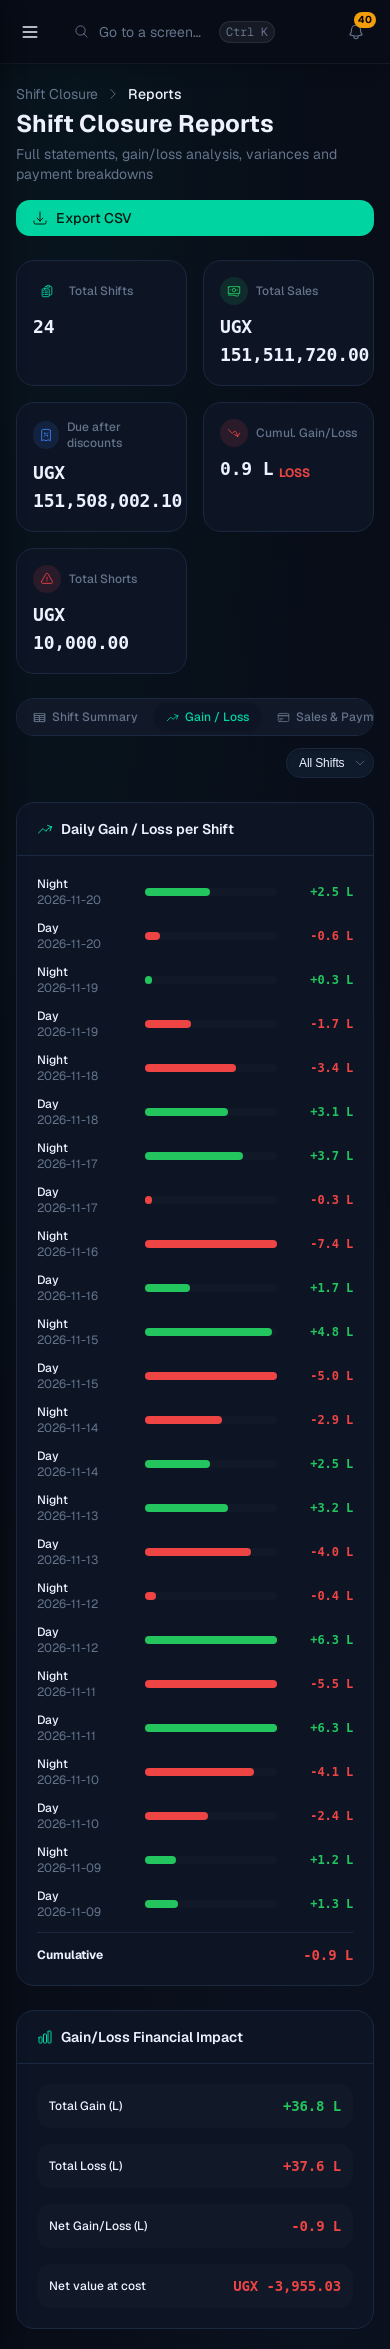 Go to a screen...
Ctrl K
40
Shift Closure > Reports
Shift Closure Reports
Full statements, gain/loss analysis, variances and
payment breakdowns
Export CSV
Total Shifts
24
Total Sales
UGX
151,511,720.00
Due after
discounts
UGX
151,508,002.10
Cumul. Gain/Loss
0.9 L LOSS
Total Shorts
UGX
10,000.00
Shift Summary
Gain / Loss
Sales & Paym
All Shifts
Daily Gain / Loss per Shift
Night
2026-11-20
+2.5 L
Day
2026-11-20
-0.6 L
Night
2026-11-19
+0.3 L
Day
2026-11-19
-1.7 L
Night
2026-11-18
-3.4 L
Day
2026-11-18
+3.1 L
Night
2026-11-17
+3.7 L
Day
2026-11-17
-0.3 L
Night
2026-11-16
-7.4 L
Day
2026-11-16
+1.7 L
Night
2026-11-15
+4.8 L
Day
2026-11-15
-5.0 L
Night
2026-11-14
-2.9 L
Day
2026-11-14
+2.5 L
Night
2026-11-13
+3.2 L
Day
2026-11-13
-4.0 L
Night
2026-11-12
-0.4 L
Day
2026-11-12
+6.3 L
Night
2026-11-11
-5.5 L
Day
2026-11-11
+6.3 L
Night
2026-11-10
-4.1 L
Day
2026-11-10
-2.4 L
Night
2026-11-09
+1.2 L
Day
2026-11-09
+1.3 L
Cumulative
-0.9 L
Gain/Loss Financial Impact
Total Gain (L)
+36.8 L
Total Loss (L)
+37.6 L
Net Gain/Loss (L)
-0.9 L
Net value at cost
UGX -3,955.03